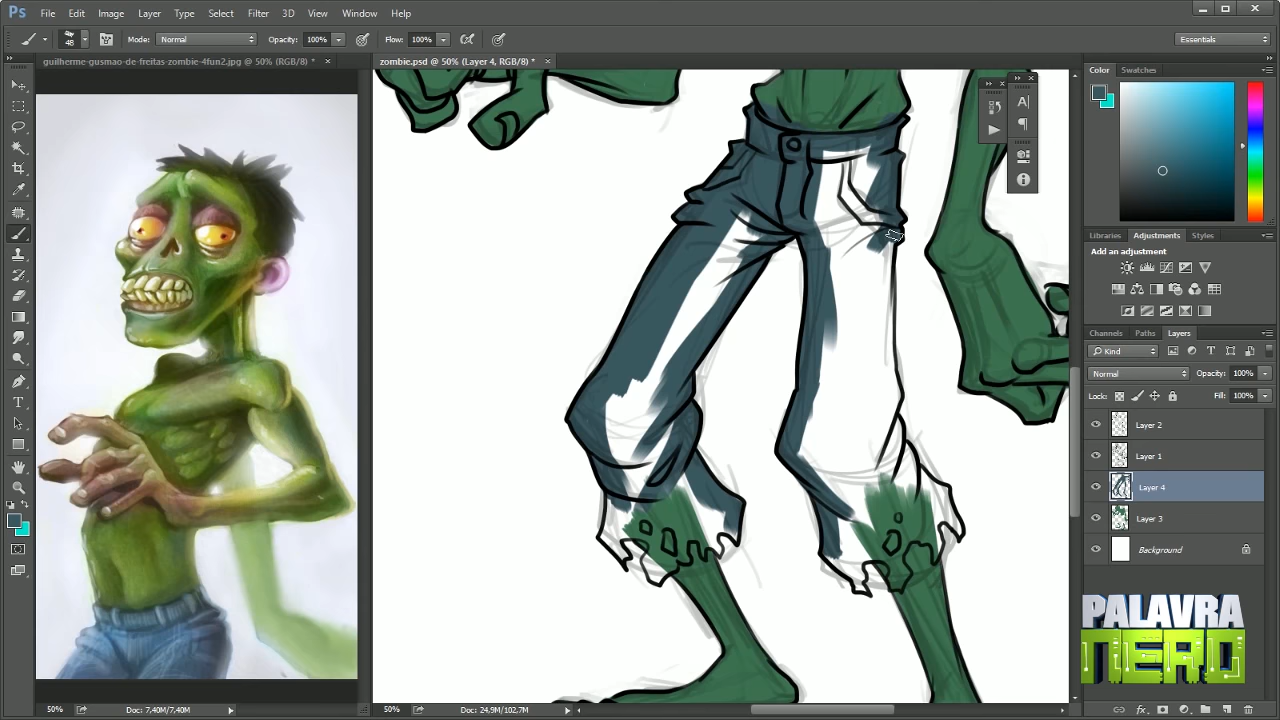 Ps File Edit Image Layer Type Select Filter 3D View Window Help
48 Mode: Normal Opacity: 100% Flow: 100% Essentials
guilherme-gusmao-de-freitas-zombie-4fun2.jpg @ 50% (RGB/8) * zombie.psd @ 50% (Layer 4, RGB/8) *
Color Swatches
Libraries Adjustments Styles
Add an adjustment
Channels Paths Layers
Kind
Normal Opacity: 100%
Lock: Fill: 100%
Layer 2
Layer 1
Layer 4
Layer 3
Background
PALAVRA
NERD
50% Doc: 7,40M/7,40M 50% Doc: 24,9M/102,7M